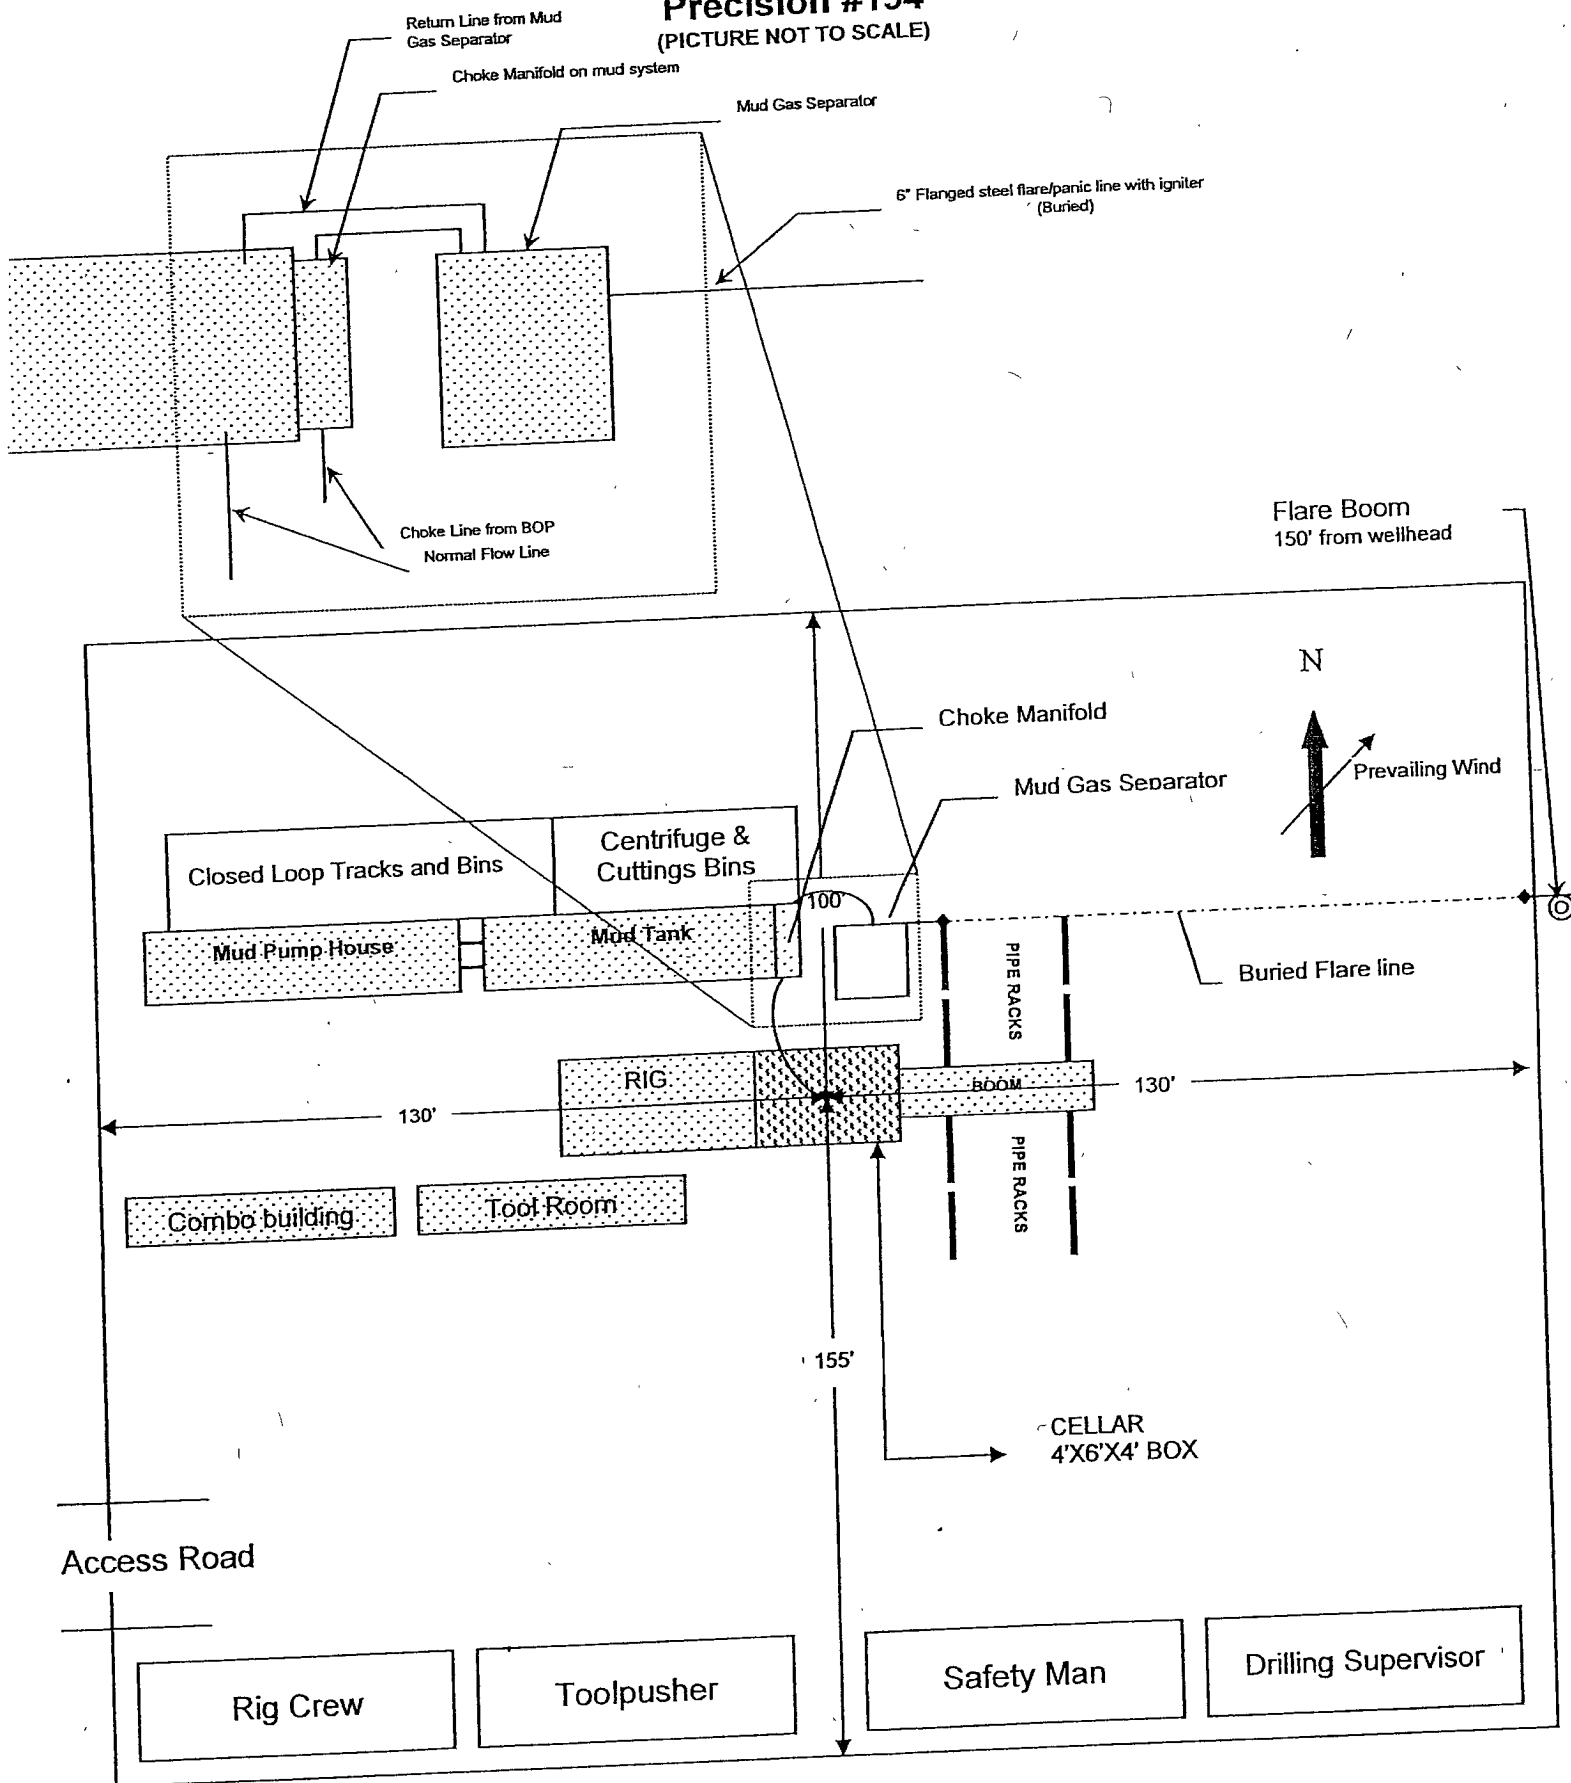 Precision #194
(PICTURE NOT TO SCALE)
Return Line from Mud
Gas Separator
Choke Manifold on mud system
Mud Gas Separator
6" Flanged steel flare/panic line with igniter
(Buried)
Choke Line from BOP
Normal Flow Line
Flare Boom
150' from wellhead
N
Prevailing Wind
Choke Manifold
Mud Gas Separator
Closed Loop Tracks and Bins
Centrifuge &
Cuttings Bins
100'
Mud Pump House
Mud Tank
PIPE RACKS
Buried Flare line
RIG
BOOM
130'
130'
PIPE RACKS
Combo building
Tool Room
155'
CELLAR
4'X6'X4' BOX
Access Road
Rig Crew
Toolpusher
Safety Man
Drilling Supervisor